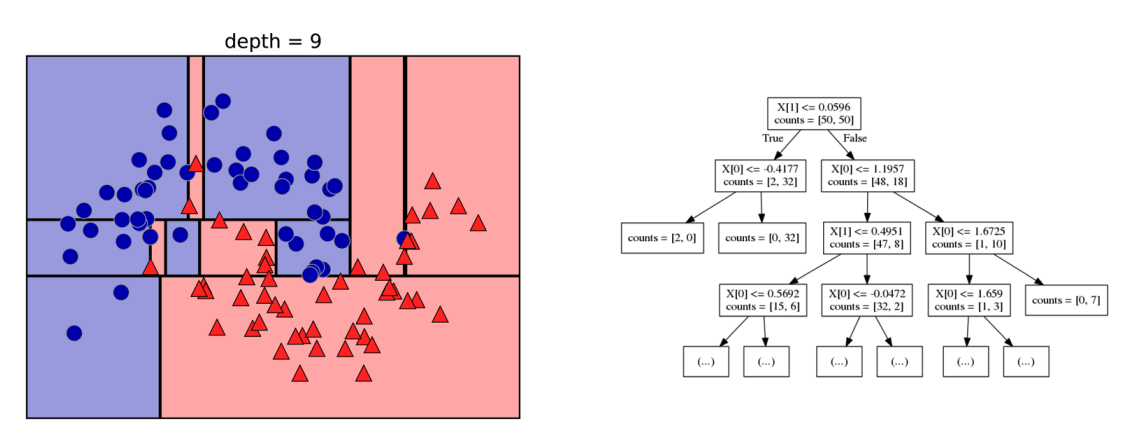 depth = 9
X[1] <= 0.0596
counts = [50, 50]
True
False
X[0] <= -0.4177
counts = [2, 32]
X[0] <= 1.1957
counts = [48, 18]
counts = [2, 0]
counts = [0, 32]
X[1] <= 0.4951
counts = [47, 8]
X[0] <= 1.6725
counts = [1, 10]
X[0] <= 0.5692
counts = [15, 6]
X[0] <= -0.0472
counts = [32, 2]
X[0] <= 1.659
counts = [1, 3]
counts = [0, 7]
(...)
(...)
(...)
(...)
(...)
(...)